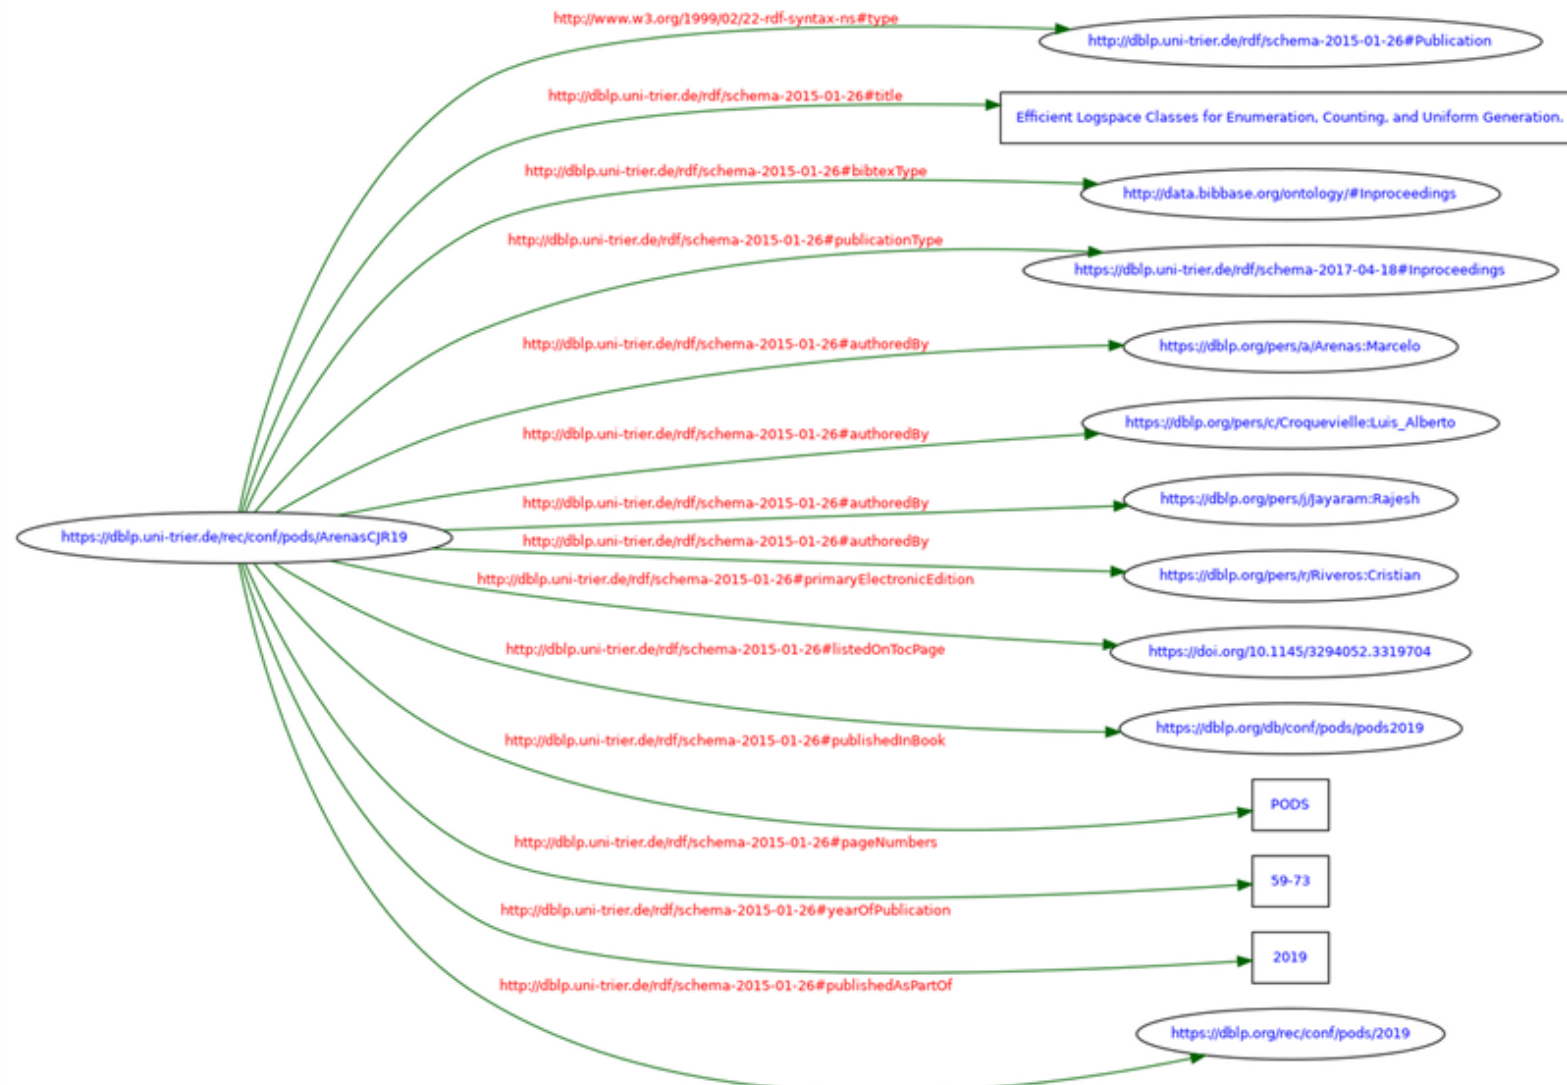 http://www.w3.org/1999/02/22-rdf-syntax-ns#type
http://dblp.uni-trier.de/rdf/schema-2015-01-26#Publication
http://dblp.uni-trier.de/rdf/schema-2015-01-26#title
Efficient Logspace Classes for Enumeration, Counting, and Uniform Generation.
http://dblp.uni-trier.de/rdf/schema-2015-01-26#bibtexType
http://data.bibbase.org/ontology/#Inproceedings
http://dblp.uni-trier.de/rdf/schema-2015-01-26#publicationType
https://dblp.uni-trier.de/rdf/schema-2017-04-18#Inproceedings
http://dblp.uni-trier.de/rdf/schema-2015-01-26#authoredBy
https://dblp.org/pers/a/Arenas:Marcelo
http://dblp.uni-trier.de/rdf/schema-2015-01-26#authoredBy
https://dblp.org/pers/c/Croquevielle:Luis_Alberto
http://dblp.uni-trier.de/rdf/schema-2015-01-26#authoredBy
https://dblp.org/pers/j/Jayaram:Rajesh
https://dblp.uni-trier.de/rec/conf/pods/ArenasCJR19
http://dblp.uni-trier.de/rdf/schema-2015-01-26#authoredBy
https://dblp.org/pers/r/Riveros:Cristian
http://dblp.uni-trier.de/rdf/schema-2015-01-26#primaryElectronicEdition
https://doi.org/10.1145/3294052.3319704
http://dblp.uni-trier.de/rdf/schema-2015-01-26#listedOnTocPage
https://dblp.org/db/conf/pods/pods2019
http://dblp.uni-trier.de/rdf/schema-2015-01-26#publishedInBook
PODS
http://dblp.uni-trier.de/rdf/schema-2015-01-26#pageNumbers
59-73
http://dblp.uni-trier.de/rdf/schema-2015-01-26#yearOfPublication
2019
http://dblp.uni-trier.de/rdf/schema-2015-01-26#publishedAsPartOf
https://dblp.org/rec/conf/pods/2019